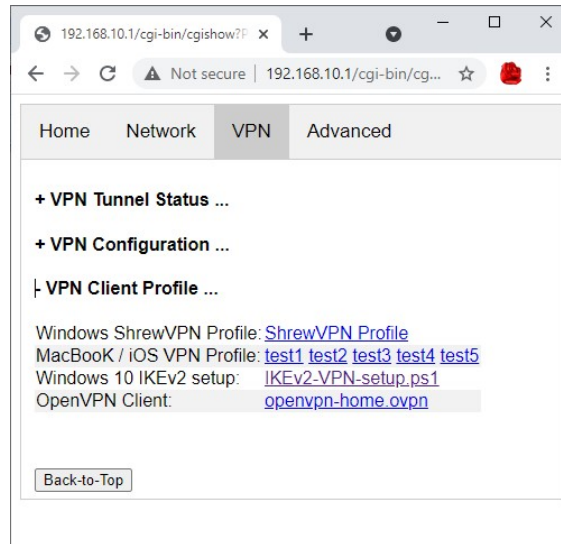 192.168.10.1/cgi-bin/cgishow?P
Not secure | 192.168.10.1/cgi-bin/cg...
Home Network VPN Advanced
+ VPN Tunnel Status ...
+ VPN Configuration ...
- VPN Client Profile ...
Windows ShrewVPN Profile: ShrewVPN Profile
MacBooK / iOS VPN Profile: test1 test2 test3 test4 test5
Windows 10 IKEv2 setup: IKEv2-VPN-setup.ps1
OpenVPN Client: openvpn-home.ovpn
Back-to-Top